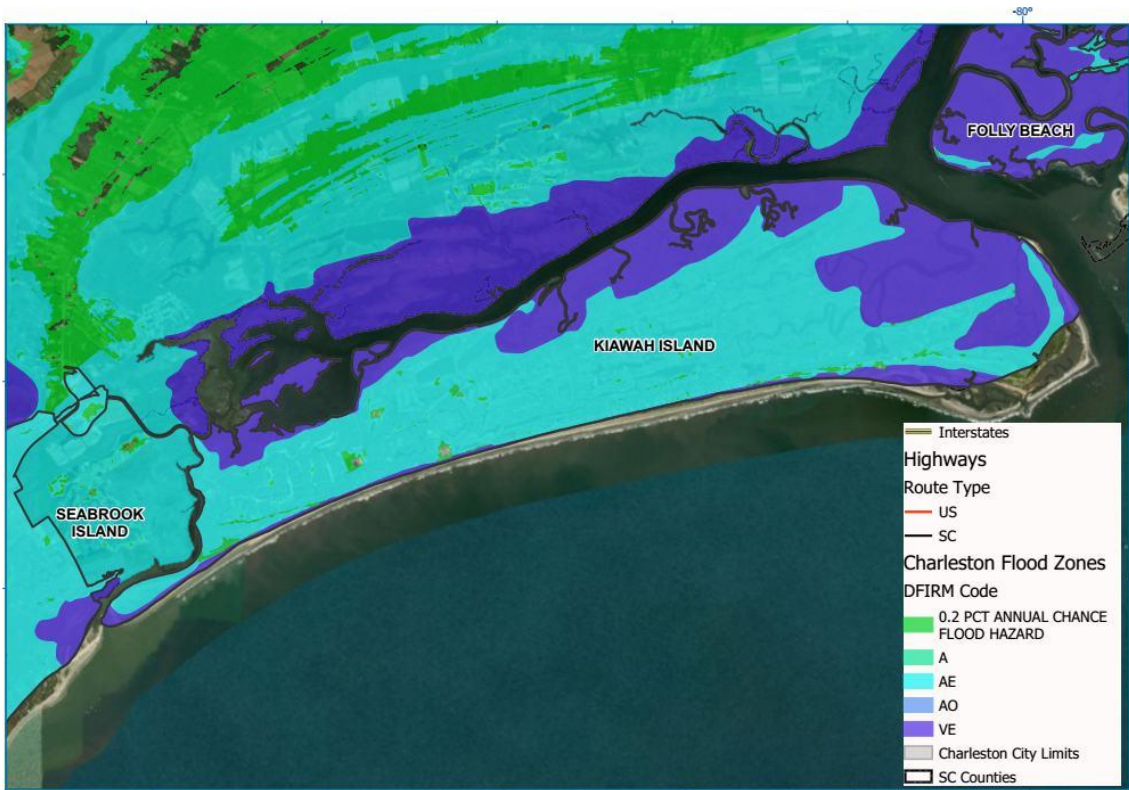 -80°
FOLLY BEACH
KIAWAH ISLAND
SEABROOK
ISLAND
Interstates
Highways
Route Type
US
SC
Charleston Flood Zones
DFIRM Code
0.2 PCT ANNUAL CHANCE
FLOOD HAZARD
A
AE
AO
VE
Charleston City Limits
SC Counties